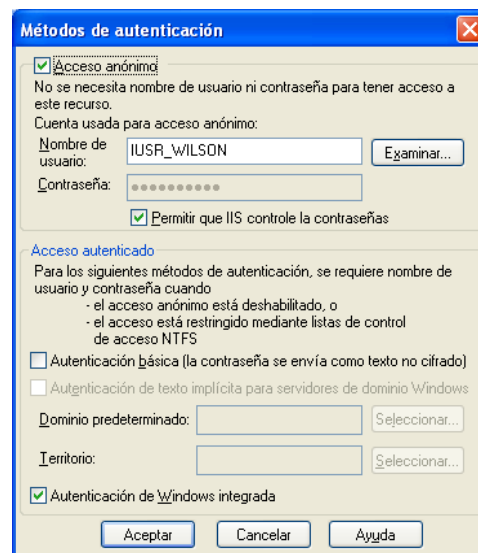 Métodos de autenticación
Acceso anónimo
No se necesita nombre de usuario ni contraseña para tener acceso a
este recurso.
Cuenta usada para acceso anónimo:
Nombre de
usuario:
IUSR_WILSON
Examinar...
Contraseña:
●●●●●●●●●●
Permitir que IIS controle la contraseñas
Acceso autenticado
Para los siguientes métodos de autenticación, se requiere nombre de
usuario y contraseña cuando
- el acceso anónimo está deshabilitado, o
- el acceso está restringido mediante listas de control
de acceso NTFS
Autenticación básica (la contraseña se envía como texto no cifrado)
Autenticación de texto implícita para servidores de dominio Windows
Dominio predeterminado:
Seleccionar...
Territorio:
Seleccionar...
Autenticación de Windows integrada
Aceptar
Cancelar
Ayuda